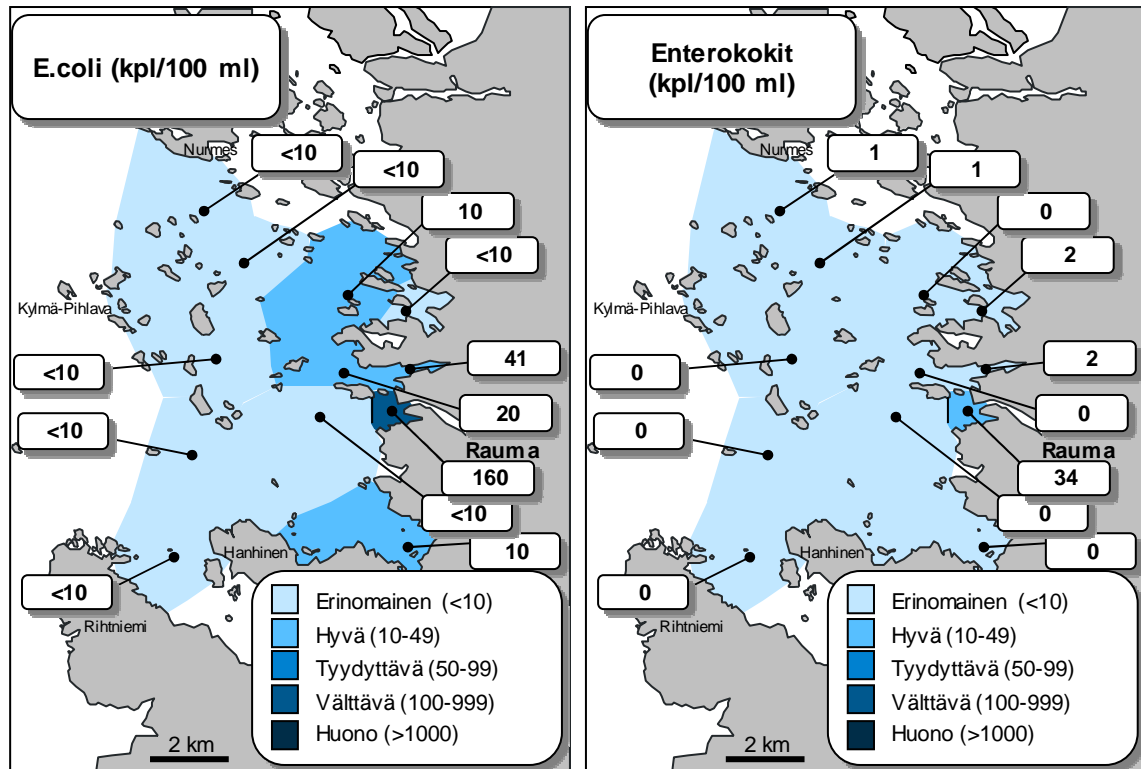 E.coli (kpl/100 ml)
Nurmes
<10
<10
10
<10
Kylmä-Pihlava
<10
41
<10
20
Rauma
160
<10
Hanhinen
10
<10
Rihtniemi
Erinomainen (<10)
Hyvä (10-49)
Tyydyttävä (50-99)
Välttävä (100-999)
Huono (>1000)
2 km
Enterokokit
(kpl/100 ml)
Nurmes
1
1
0
2
Kylmä-Pihlava
0
2
0
0
Rauma
34
0
Hanhinen
0
0
Rihtniemi
Erinomainen (<10)
Hyvä (10-49)
Tyydyttävä (50-99)
Välttävä (100-999)
Huono (>1000)
2 km